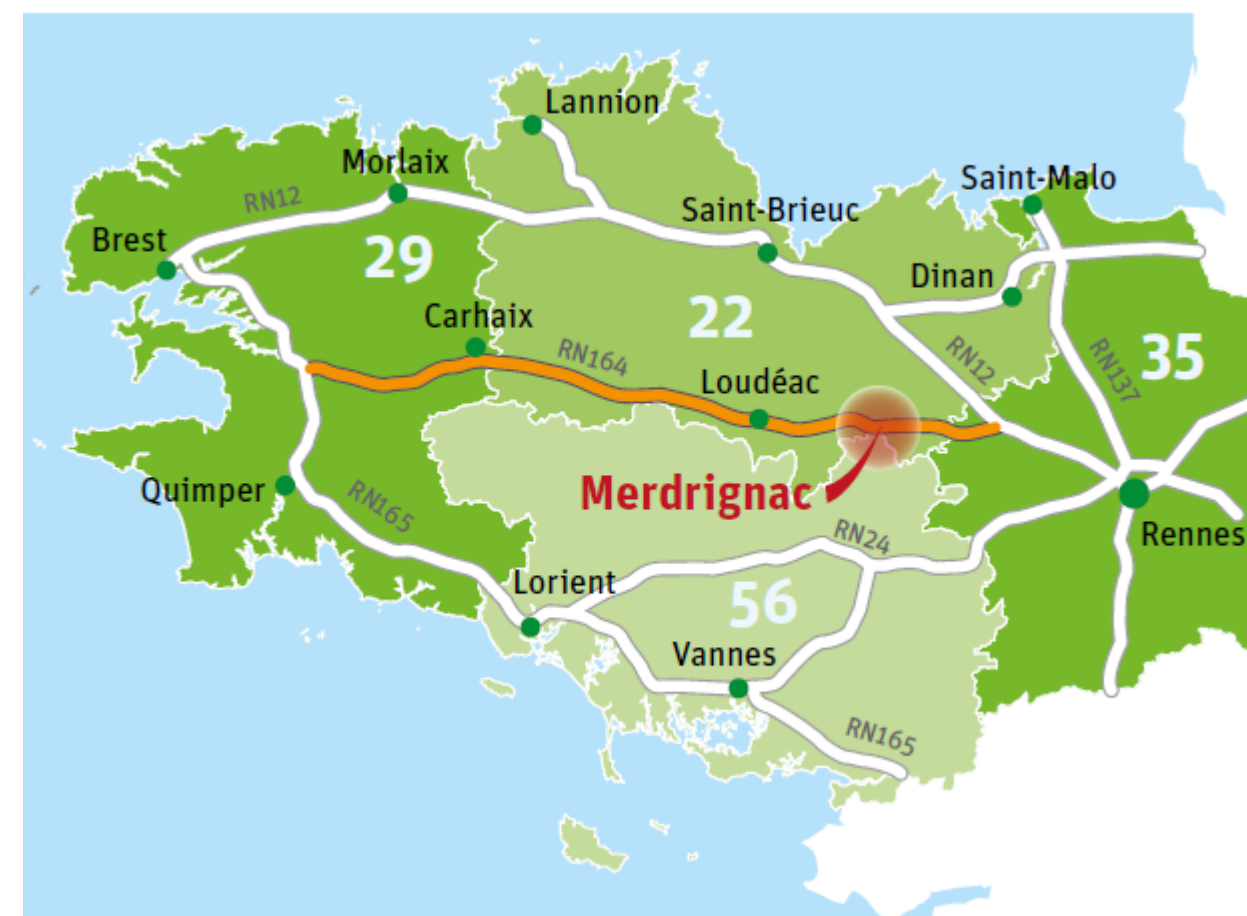 Lannion
Morlaix
Saint-Malo
RN12
Saint-Brieuc
Brest
29
Dinan
Carhaix
22
RN164
RN12
RN137
35
Loudéac
Merdrignac
Quimper
RN165
RN24
Rennes
Lorient
56
Vannes
RN165